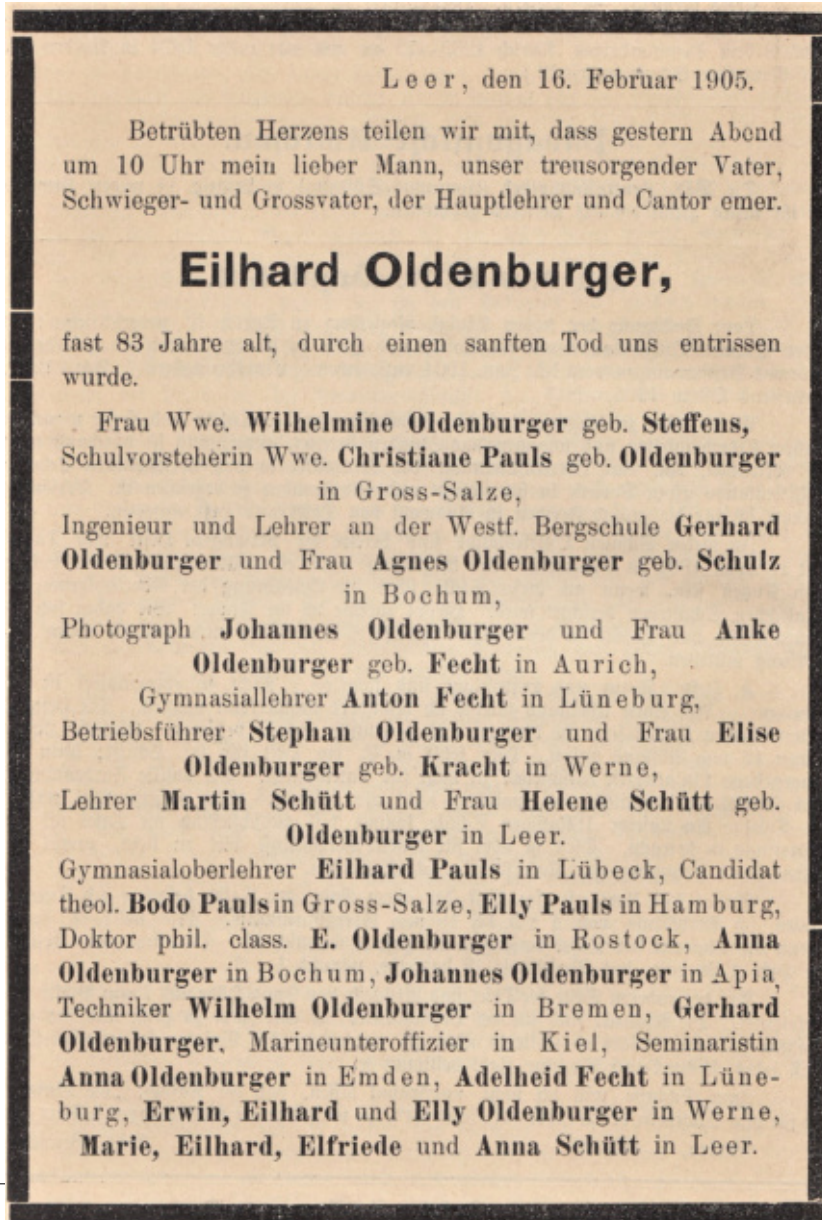 Leer, den 16. Februar 1905.
Betrübten Herzens teilen wir mit, dass gestern Abend
um 10 Uhr mein lieber Mann, unser treusorgender Vater,
Schwieger- und Grossvater, der Hauptlehrer und Cantor emer.
Eilhard Oldenburger,
fast 83 Jahre alt, durch einen sanften Tod uns entrissen
wurde.
Frau Wwe. Wilhelmine Oldenburger geb. Steffens,
Schulvorsteherin Wwe. Christiane Pauls geb. Oldenburger
in Gross-Salze,
Ingenieur und Lehrer an der Westf. Bergschule Gerhard
Oldenburger und Frau Agnes Oldenburger geb. Schulz
in Bochum,
Photograph Johannes Oldenburger und Frau Anke
Oldenburger geb. Fecht in Aurich,
Gymnasiallehrer Anton Fecht in Lüneburg,
Betriebsführer Stephan Oldenburger und Frau Elise
Oldenburger geb. Kracht in Werne,
Lehrer Martin Schütt und Frau Helene Schütt geb.
Oldenburger in Leer.
Gymnasialoberlehrer Eilhard Pauls in Lübeck, Candidat
theol. Bodo Pauls in Gross-Salze, Elly Pauls in Hamburg,
Doktor phil. class. E. Oldenburger in Rostock, Anna
Oldenburger in Bochum, Johannes Oldenburger in Apia,
Techniker Wilhelm Oldenburger in Bremen, Gerhard
Oldenburger, Marineunteroffizier in Kiel, Seminaristin
Anna Oldenburger in Emden, Adelheid Fecht in Lüne-
burg, Erwin, Eilhard und Elly Oldenburger in Werne,
Marie, Eilhard, Elfriede und Anna Schütt in Leer.